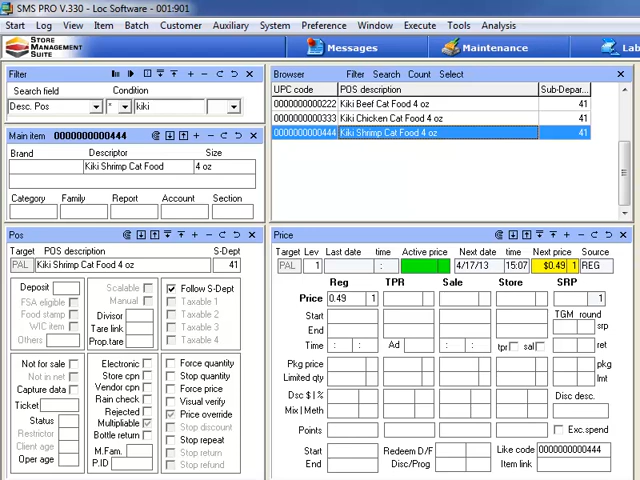 SMS PRO V.330 - Loc Software - 001:901
Start Log View Item Batch Customer Auxiliary System Preference Window Execute Tools Analysis
STORE MANAGEMENT SUITE
Messages Maintenance Lab
Filter
Search field Condition
Desc. Pos * kiki
Main item 0000000000444
Brand Descriptor Size
Kiki Shrimp Cat Food 4 oz
Category Family Report Account Section
Browser Filter Search Count Select
UPC code POS description Sub-Depar...
0000000000222 Kiki Beef Cat Food 4 oz 41
0000000000333 Kiki Chicken Cat Food 4 oz 41
0000000000444 Kiki Shrimp Cat Food 4 oz 41
Pos
Target POS description S-Dept
PAL Kiki Shrimp Cat Food 4 oz 41
Deposit Scalable Follow S-Dept
FSA eligible Manual Taxable 1
Food stamp Divisor Taxable 2
WIC item Tare link Taxable 3
Others Prop.tare Taxable 4
Not for sale Electronic Force quantity
Not in net Store cpn Stop quantity
Capture data Vendor cpn Force price
Ticket Rain check Visual verify
Status Rejected Price override
Restrictor Multipliable Stop discount
Client age Bottle return Stop repeat
Oper age M.Fam. Stop return
P.ID Stop refund
Price
Target Lev Last date time Active price Next date time Next price Source
PAL 1 : 4/17/13 15:07 $0.49 1 REG
Reg TPR Sale Store SRP
Price 0.49 1 1
Start TGM round
End srp
Time : Ad : : tpr sal ret
Pkg price pkg
Limited qty lmt
Dsc $ | % Disc desc.
Mix | Meth
Points Exc.spend
Start Redeem D/F Like code 0000000000444
End Disc/Prog Item link